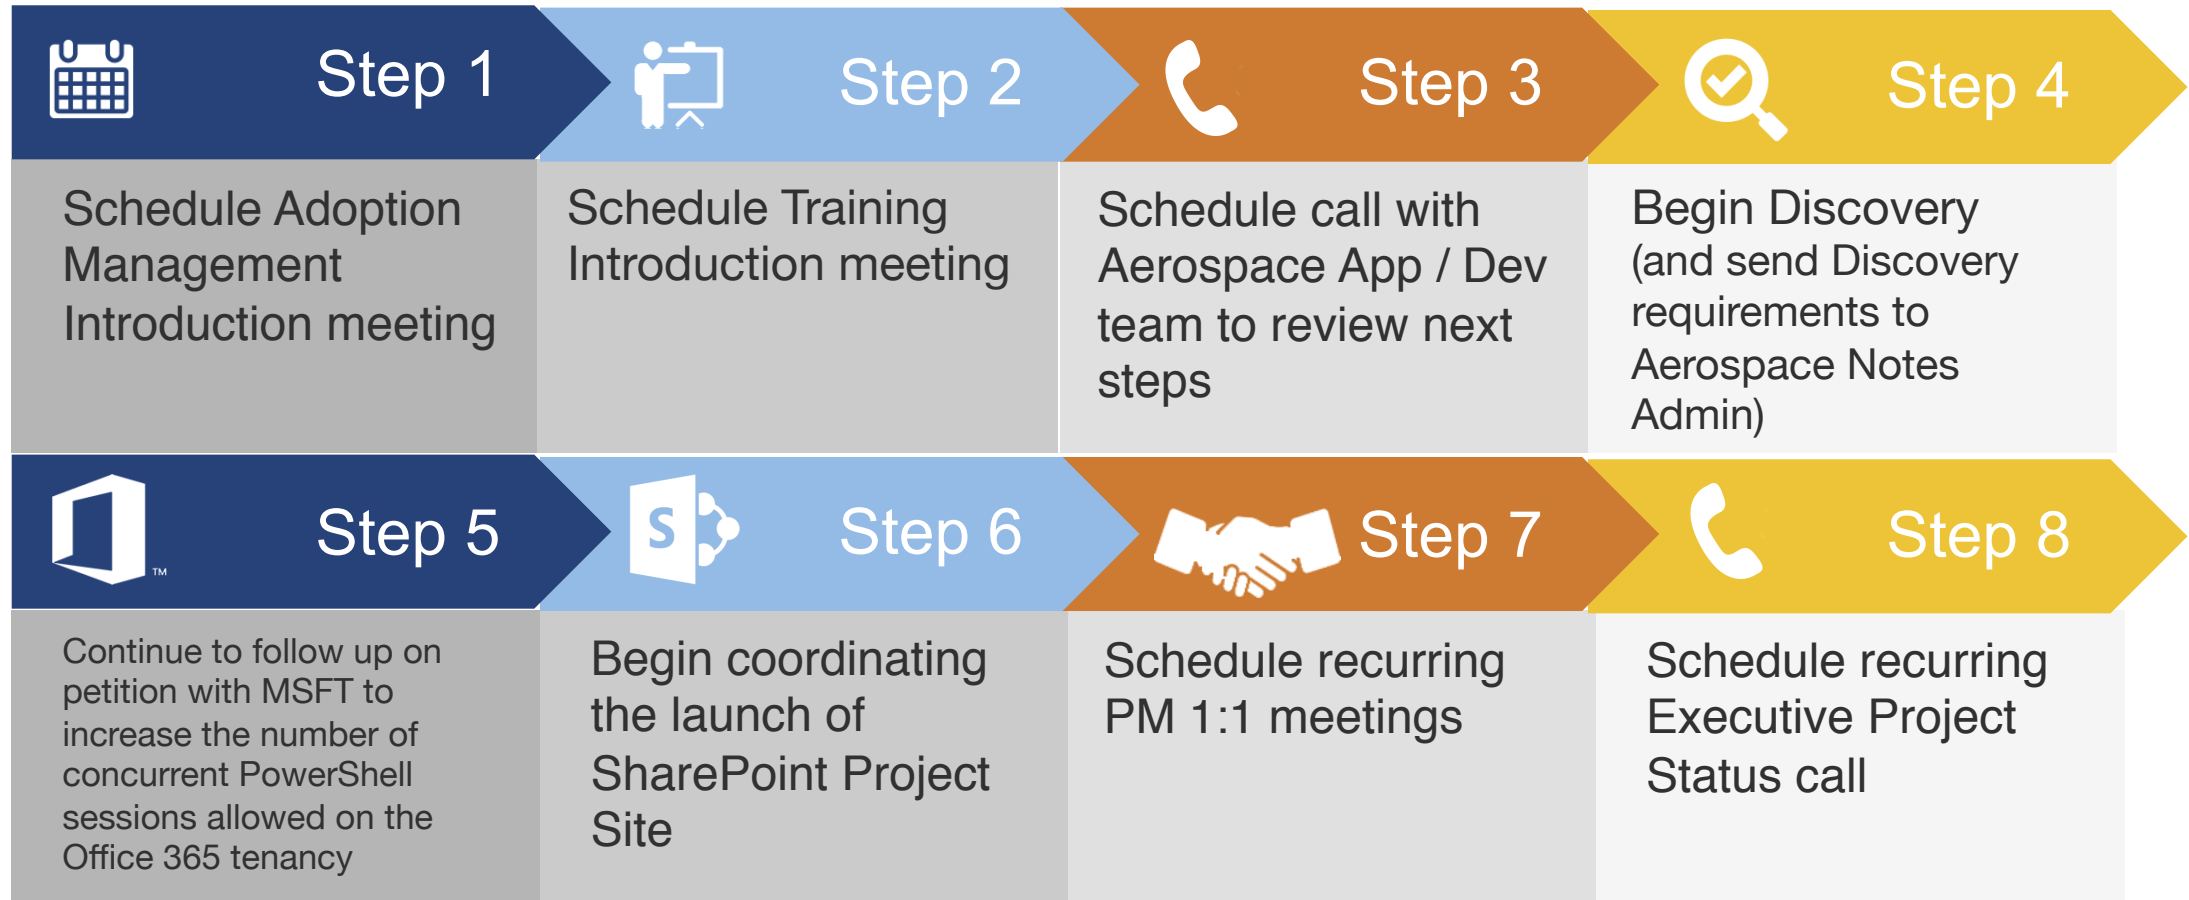 Step 1
Step 2
Step 3
Step 4
Schedule Adoption
Management
Introduction meeting
Schedule Training
Introduction meeting
Schedule call with
Aerospace App / Dev
team to review next
steps
Begin Discovery
(and send Discovery
requirements to
Aerospace Notes
Admin)
TM
Step 5
S
Step 6
Step 7
Step 8
Continue to follow up on
petition with MSFT to
increase the number of
concurrent PowerShell
sessions allowed on the
Office 365 tenancy
Begin coordinating
the launch of
SharePoint Project
Site
Schedule recurring
PM 1:1 meetings
Schedule recurring
Executive Project
Status call